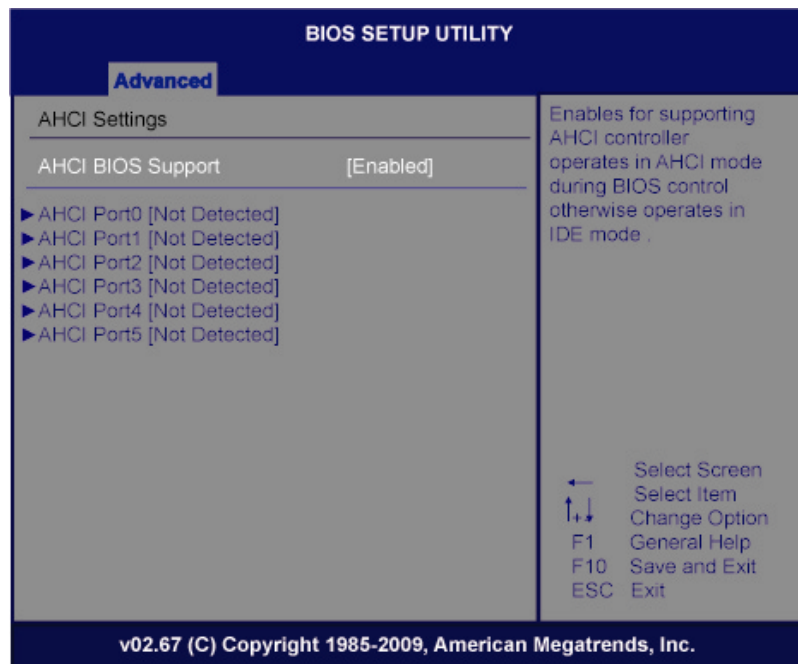 BIOS SETUP UTILITY
Advanced
AHCI Settings
AHCI BIOS Support [Enabled]
►AHCI Port0 [Not Detected]
►AHCI Port1 [Not Detected]
►AHCI Port2 [Not Detected]
►AHCI Port3 [Not Detected]
►AHCI Port4 [Not Detected]
►AHCI Port5 [Not Detected]
Enables for supporting
AHCI controller
operates in AHCI mode
during BIOS control
otherwise operates in
IDE mode .
← Select Screen
↑↓ Select Item
+- Change Option
F1 General Help
F10 Save and Exit
ESC Exit
v02.67 (C) Copyright 1985-2009, American Megatrends, Inc.